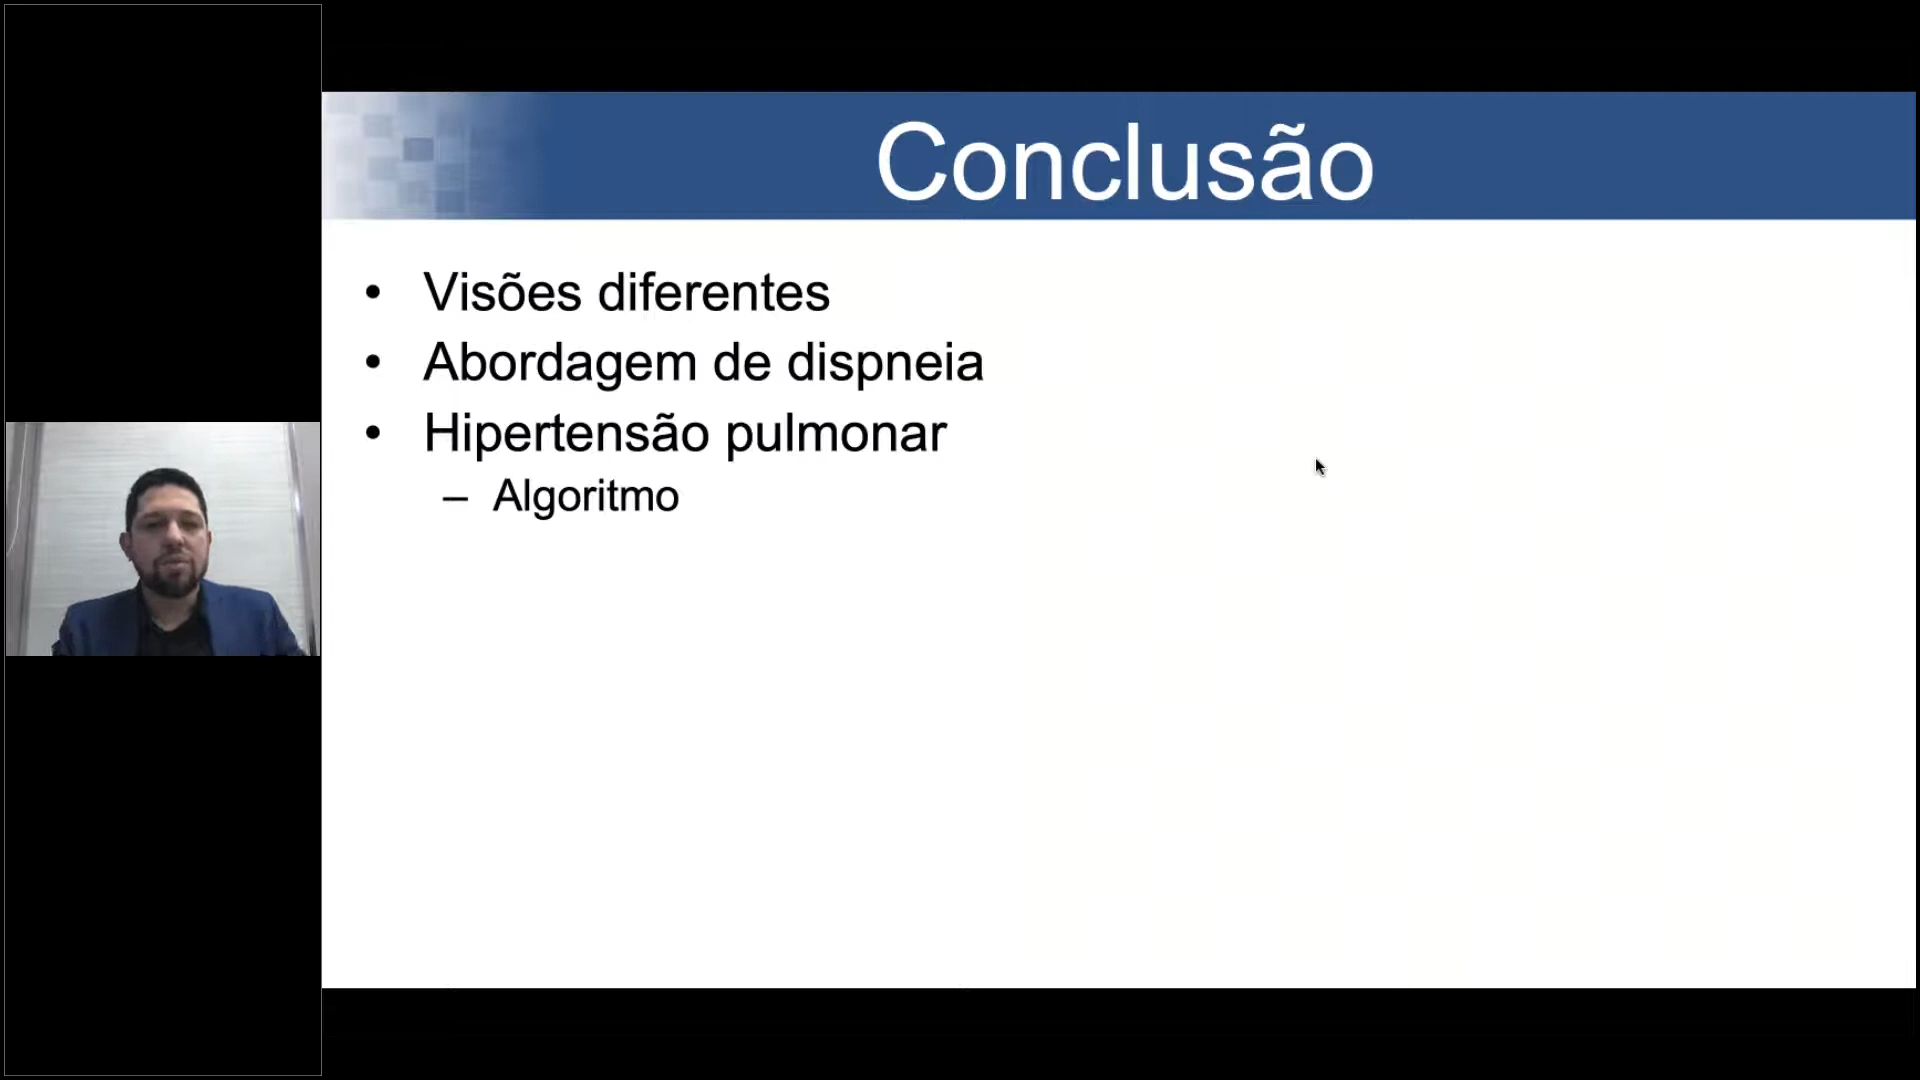 Conclusão
• Visões diferentes
• Abordagem de dispneia
• Hipertensão pulmonar
– Algoritmo